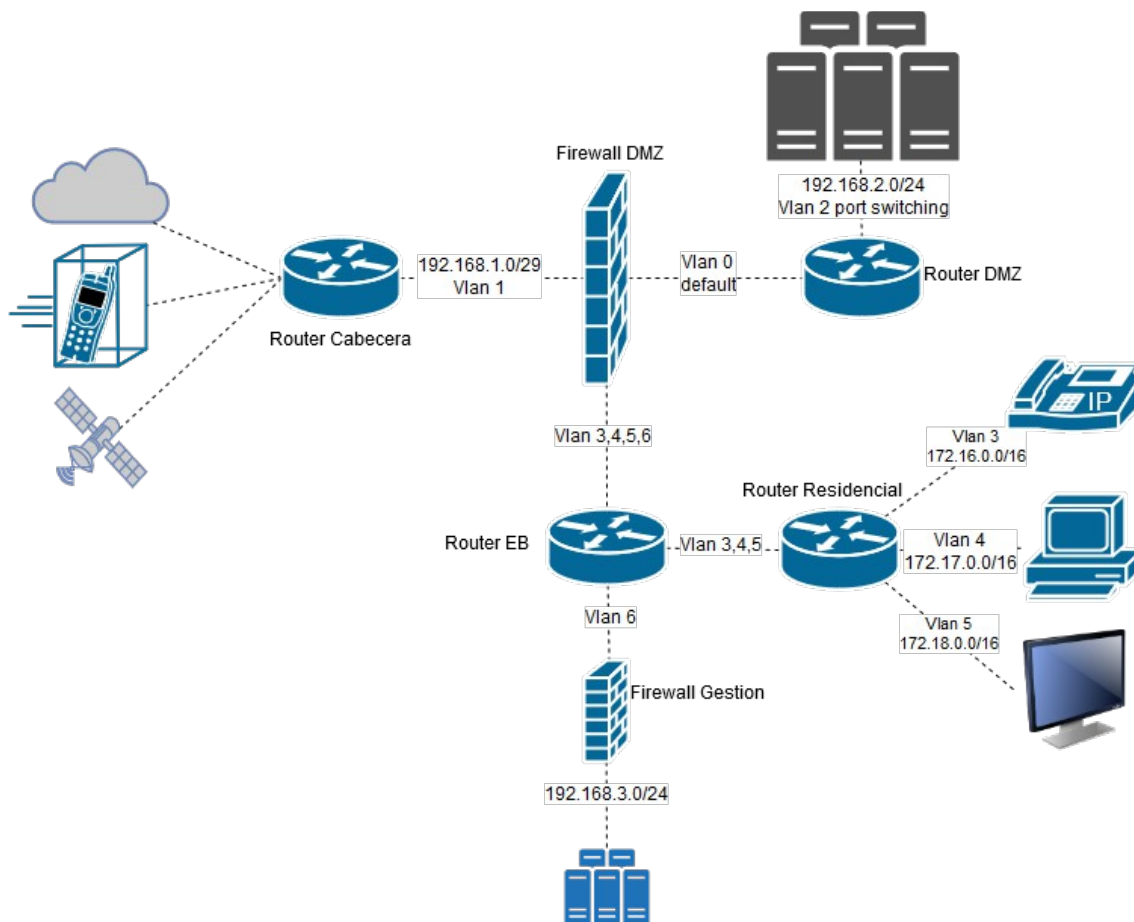 Firewall DMZ
192.168.2.0/24
Vlan 2 port switching
192.168.1.0/29
Vlan 1
Vlan 0
default
Router DMZ
Router Cabecera
IP
Vlan 3
172.16.0.0/16
Vlan 3,4,5,6
Router Residencial
Router EB
Vlan 3,4,5
Vlan 4
172.17.0.0/16
Vlan 6
Vlan 5
172.18.0.0/16
Firewall Gestion
192.168.3.0/24